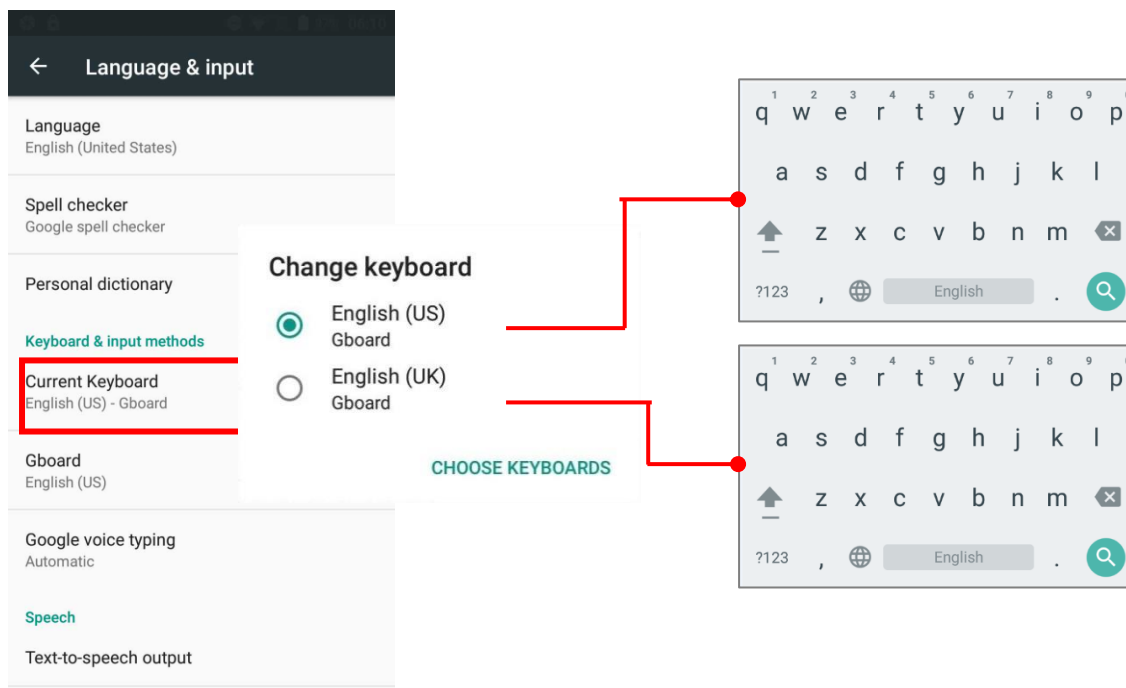 06:10
Language & input
Language
English (United States)
Spell checker
Google spell checker
Personal dictionary
Keyboard & input methods
Current Keyboard
English (US) - Gboard
Gboard
English (US)
Google voice typing
Automatic
Speech
Text-to-speech output
Change keyboard
English (US)
Gboard
English (UK)
Gboard
CHOOSE KEYBOARDS
1 2 3 4 5 6 7 8 9
q w e r t y u i o p
a s d f g h j k l
z x c v b n m
?123 , English .
1 2 3 4 5 6 7 8 9
q w e r t y u i o p
a s d f g h j k l
z x c v b n m
?123 , English .